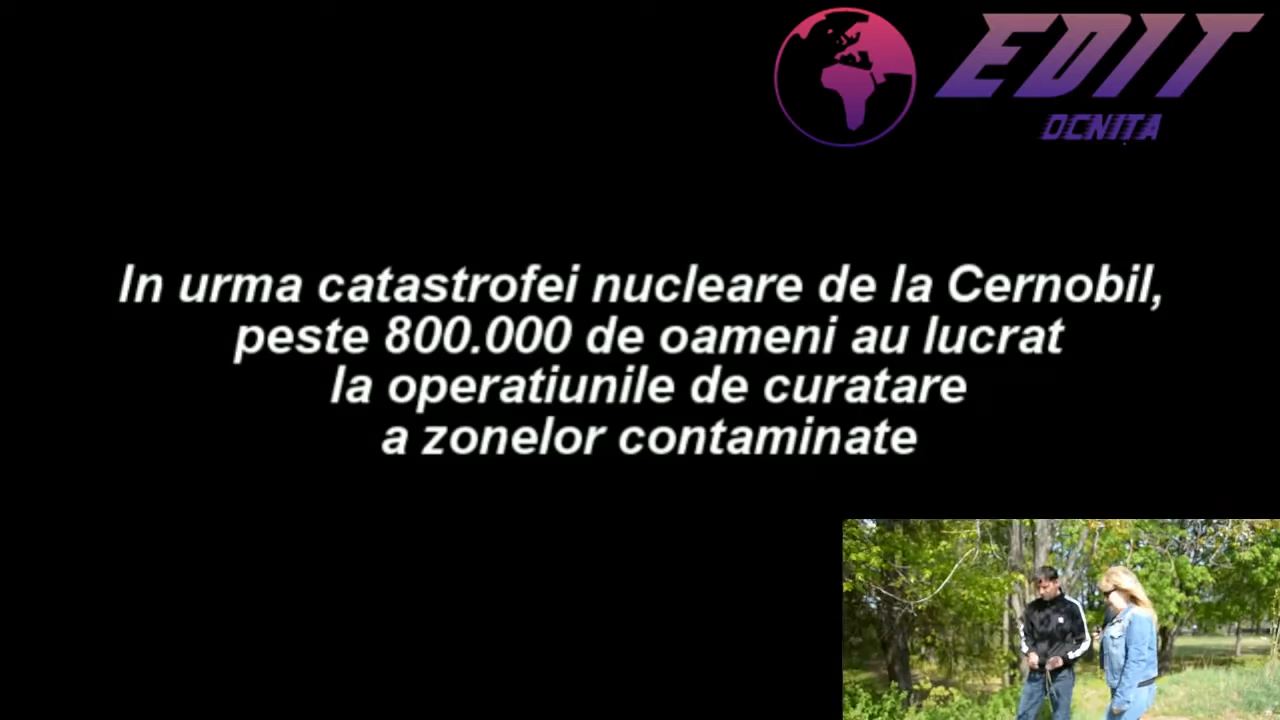 EDIT
OCNIȚA
In urma catastrofei nucleare de la Cernobil,
peste 800.000 de oameni au lucrat
la operatiunile de curatare
a zonelor contaminate